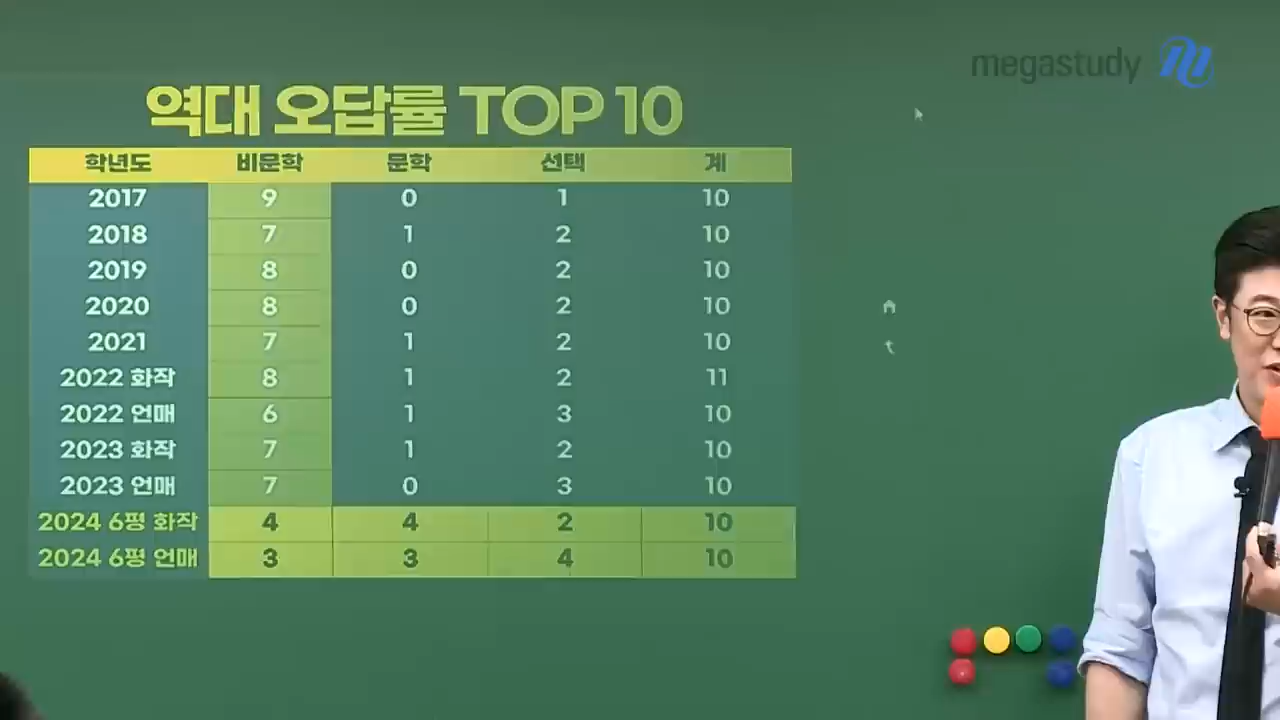 megastudy
역대 오답률 TOP 10
학년도 비문학 문학 선택 계
2017 9 0 1 10
2018 7 1 2 10
2019 8 0 2 10
2020 8 0 2 10
2021 7 1 2 10
2022 화작 8 1 2 11
2022 언매 6 1 3 10
2023 화작 7 1 2 10
2023 언매 7 0 3 10
2024 6평 화작 4 4 2 10
2024 6평 언매 3 3 4 10